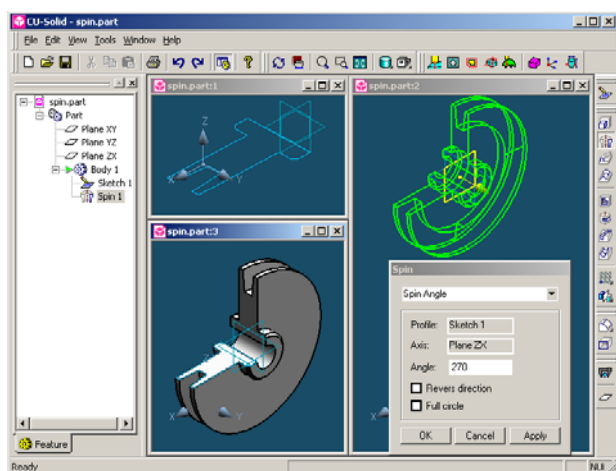 CU-Solid - spin.part
File Edit View Tools Window Help
spin.part
Part
Plane XY
Plane YZ
Plane ZX
Body 1
Sketch 1
Spin 1
Feature
spin.part:1
Z
X
Y
spin.part:2
spin.part:3
X
Y
X
Spin
Spin Angle
Profile: Sketch 1
Axis: Plane ZX
Angle: 270
Revers direction
Full circle
OK Cancel Apply
Ready
NUL